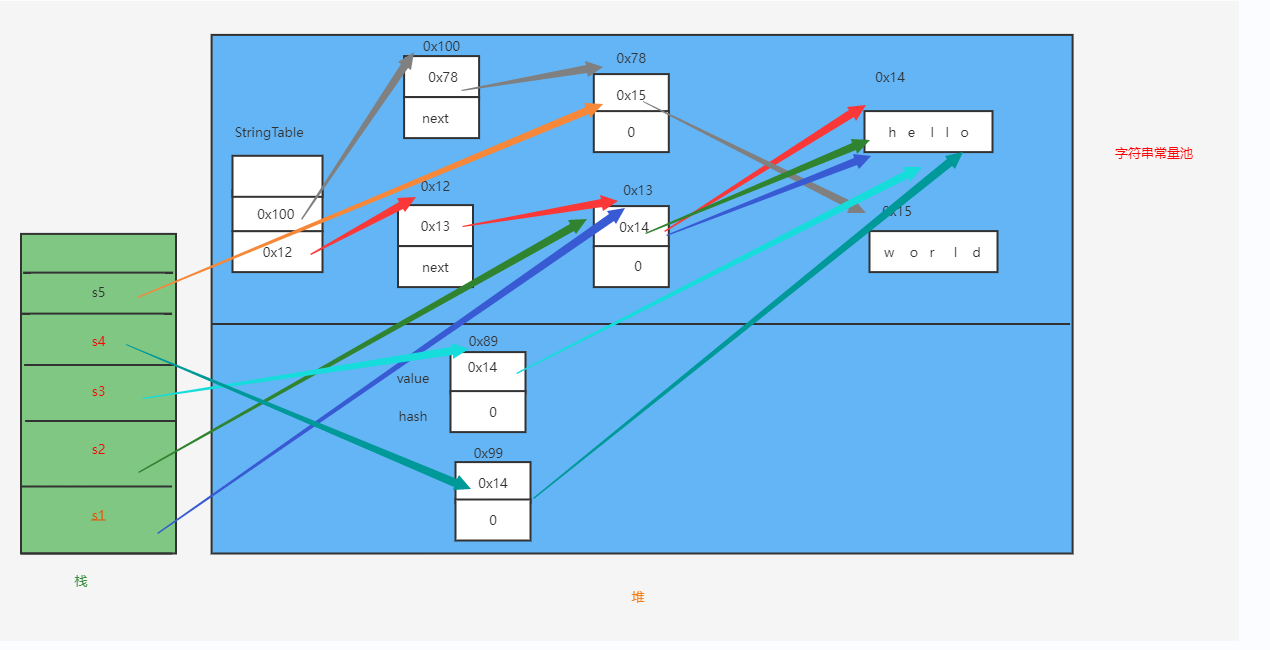 0x100
0x78
next
0x78
0x15
0
0x14
h e l l o
字符串常量池
StringTable
0x100
0x12
0x12
0x13
next
0x13
0x14
0
0x15
w o r l d
s5
s4
s3
s2
s1
0x89
value
0x14
hash
0
0x99
0x14
0
栈
堆